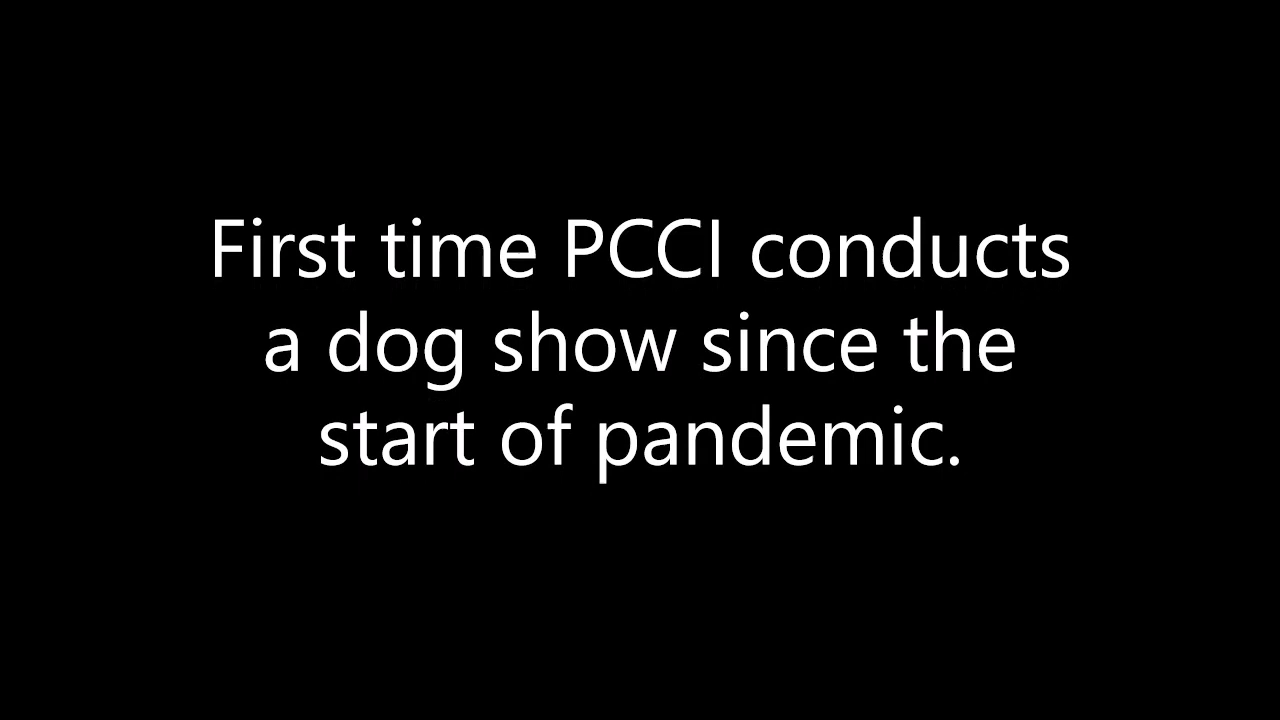 First time PCCI conducts
a dog show since the
start of pandemic.